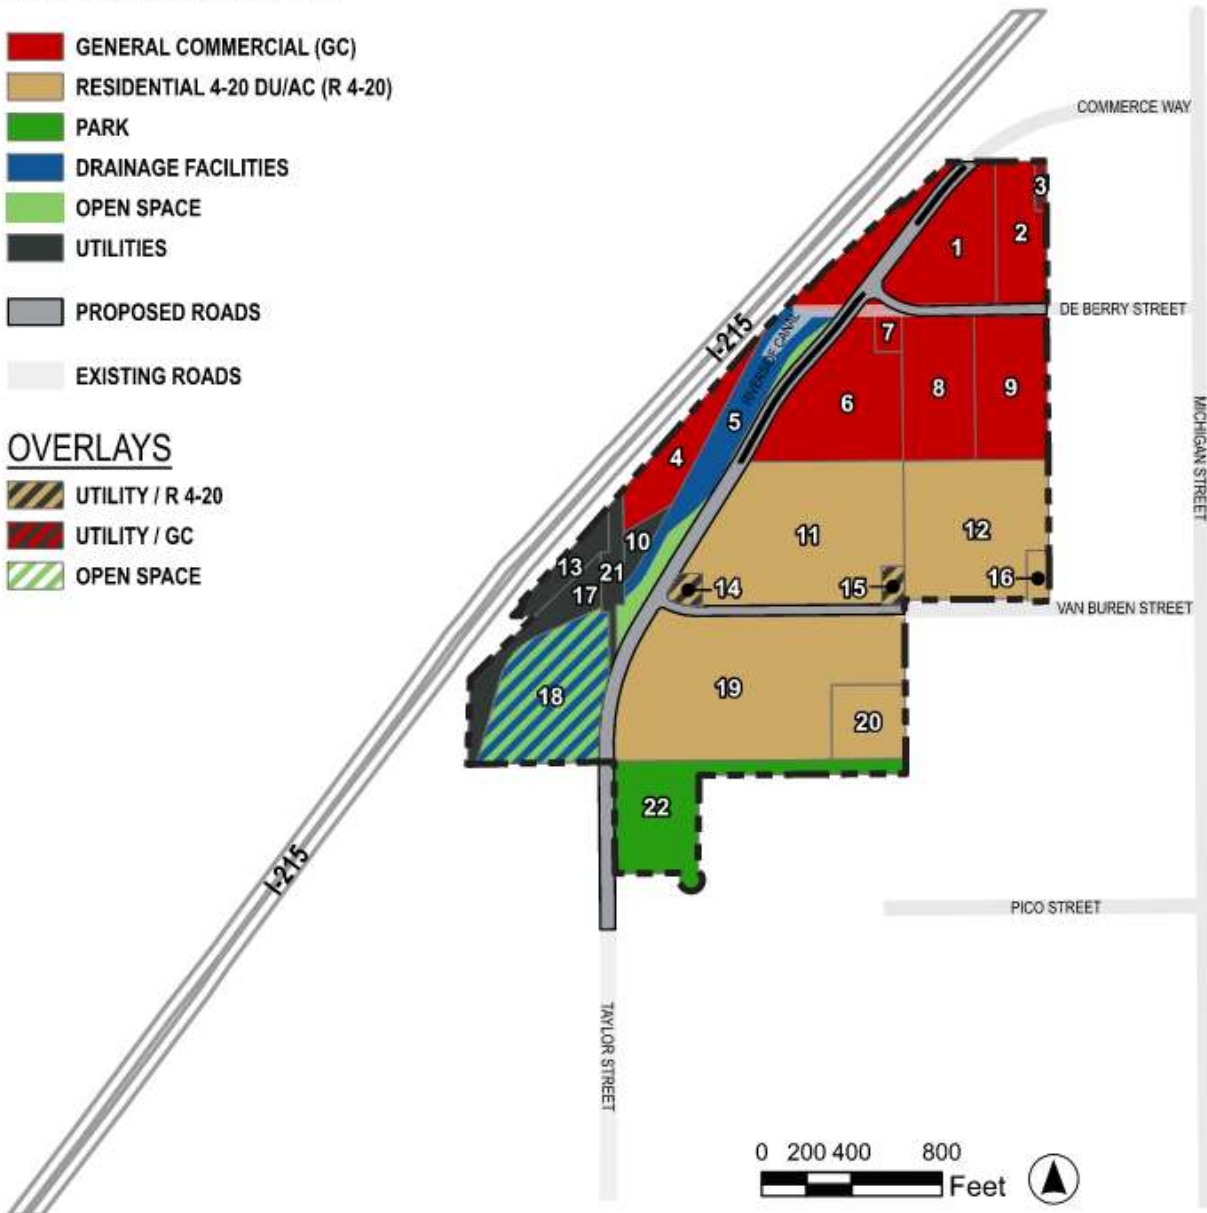 GENERAL COMMERCIAL (GC)
RESIDENTIAL 4-20 DU/AC (R 4-20)
PARK
DRAINAGE FACILITIES
OPEN SPACE
UTILITIES
PROPOSED ROADS
EXISTING ROADS
OVERLAYS
UTILITY / R 4-20
UTILITY / GC
OPEN SPACE
COMMERCE WAY
3
2
1
DE BERRY STREET
I-215
RIVERSIDE CANAL
7
5
6
8
9
MICHIGAN STREET
4
10
11
12
13
21
17
14
15
16
VAN BUREN STREET
18
19
20
22
I-215
PICO STREET
TAYLOR STREET
0 200 400 800
Feet